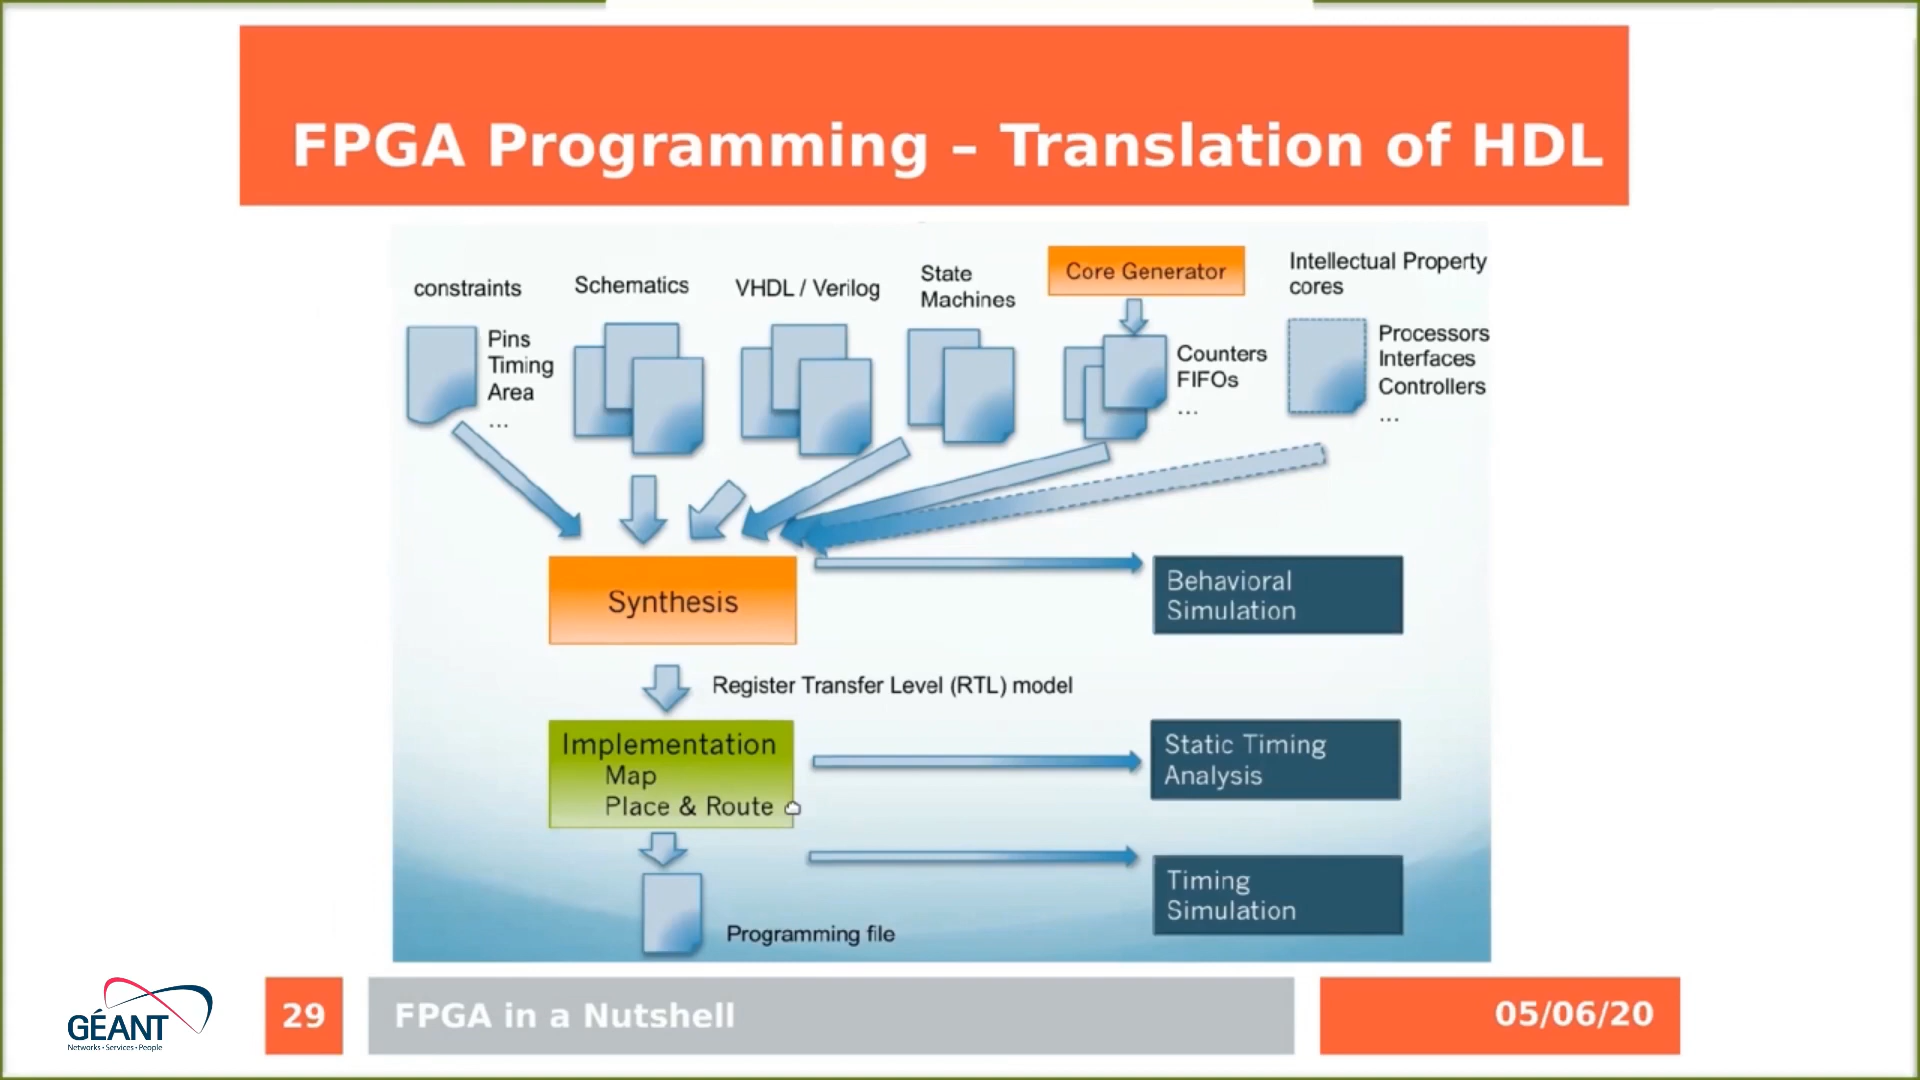 FPGA Programming – Translation of HDL
constraints
Pins
Timing
Area
...
Schematics
VHDL / Verilog
State
Machines
Core Generator
Counters
FIFOs
...
Intellectual Property
cores
Processors
Interfaces
Controllers
...
Synthesis
Behavioral
Simulation
Register Transfer Level (RTL) model
Implementation
Map
Place & Route
Static Timing
Analysis
Timing
Simulation
Programming file
GÉANT
Networks • Services • People
29
FPGA in a Nutshell
05/06/20